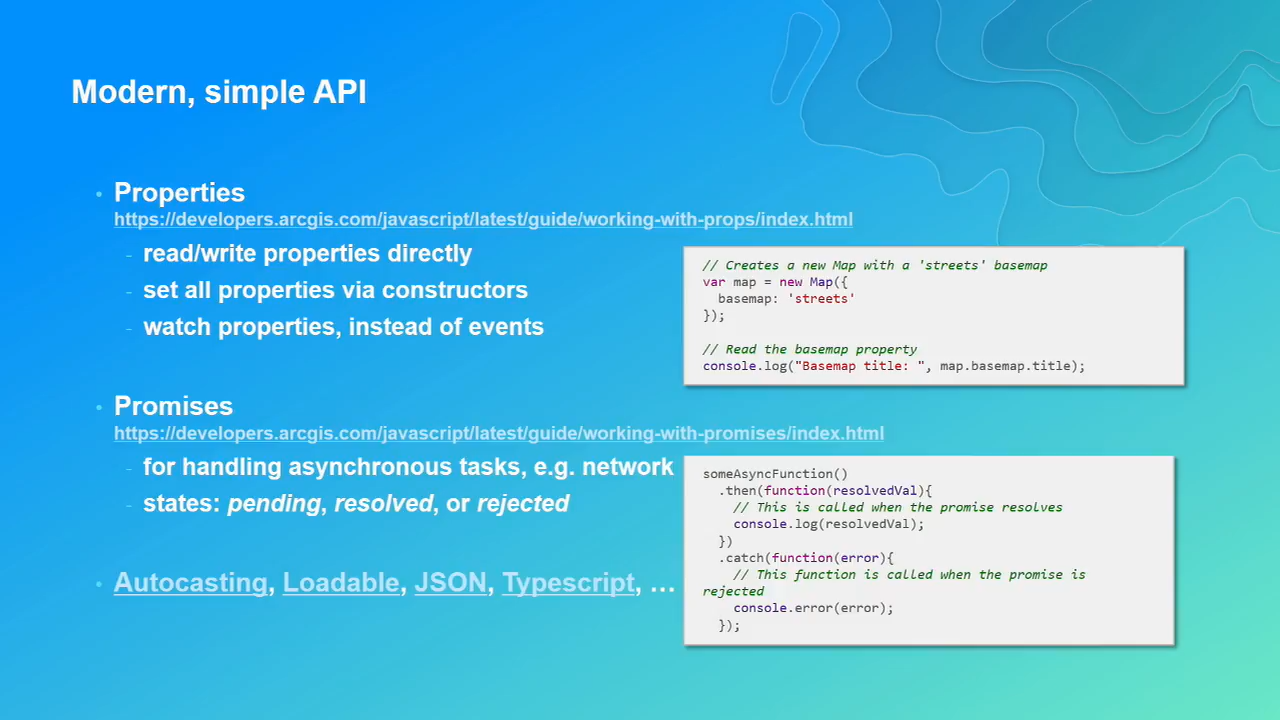 Modern, simple API
Properties
https://developers.arcgis.com/javascript/latest/guide/working-with-props/index.html
- read/write properties directly
- set all properties via constructors
- watch properties, instead of events
// Creates a new Map with a 'streets' basemap
var map = new Map({
  basemap: 'streets'
});
// Read the basemap property
console.log("Basemap title: ", map.basemap.title);
Promises
https://developers.arcgis.com/javascript/latest/guide/working-with-promises/index.html
- for handling asynchronous tasks, e.g. network
- states: pending, resolved, or rejected
someAsyncFunction()
  .then(function(resolvedVal){
    // This is called when the promise resolves
    console.log(resolvedVal);
  })
  .catch(function(error){
    // This function is called when the promise is
rejected
    console.error(error);
  });
Autocasting, Loadable, JSON, Typescript, ...